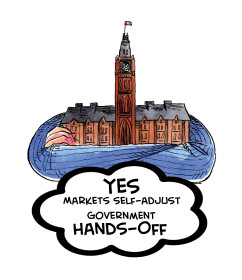 YES
MARKETS SELF-ADJUST
GOVERNMENT
HANDS-OFF